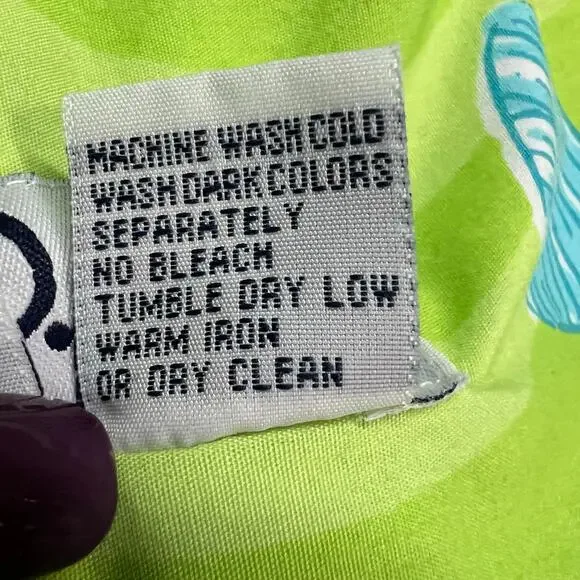 MACHINE WASH COLD
WASH DARK COLORS
SEPARATELY
NO BLEACH
TUMBLE DRY LOW
WARM IRON
OR DRY CLEAN